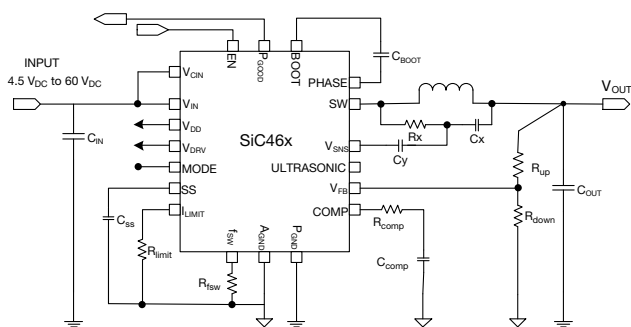 INPUT
4.5 VDC to 60 VDC
CIN
EN
PGOOD
BOOT
CBOOT
VCIN
PHASE
VIN
SW
VOUT
VDD
SiC46x
Rx
Cx
VDRV
VSNS
Cy
MODE
ULTRASONIC
Rup
SS
VFB
COUT
Css
ILIMIT
COMP
Rcomp
Rdown
Rlimit
fSW
AGND
PGND
Rfsw
Ccomp